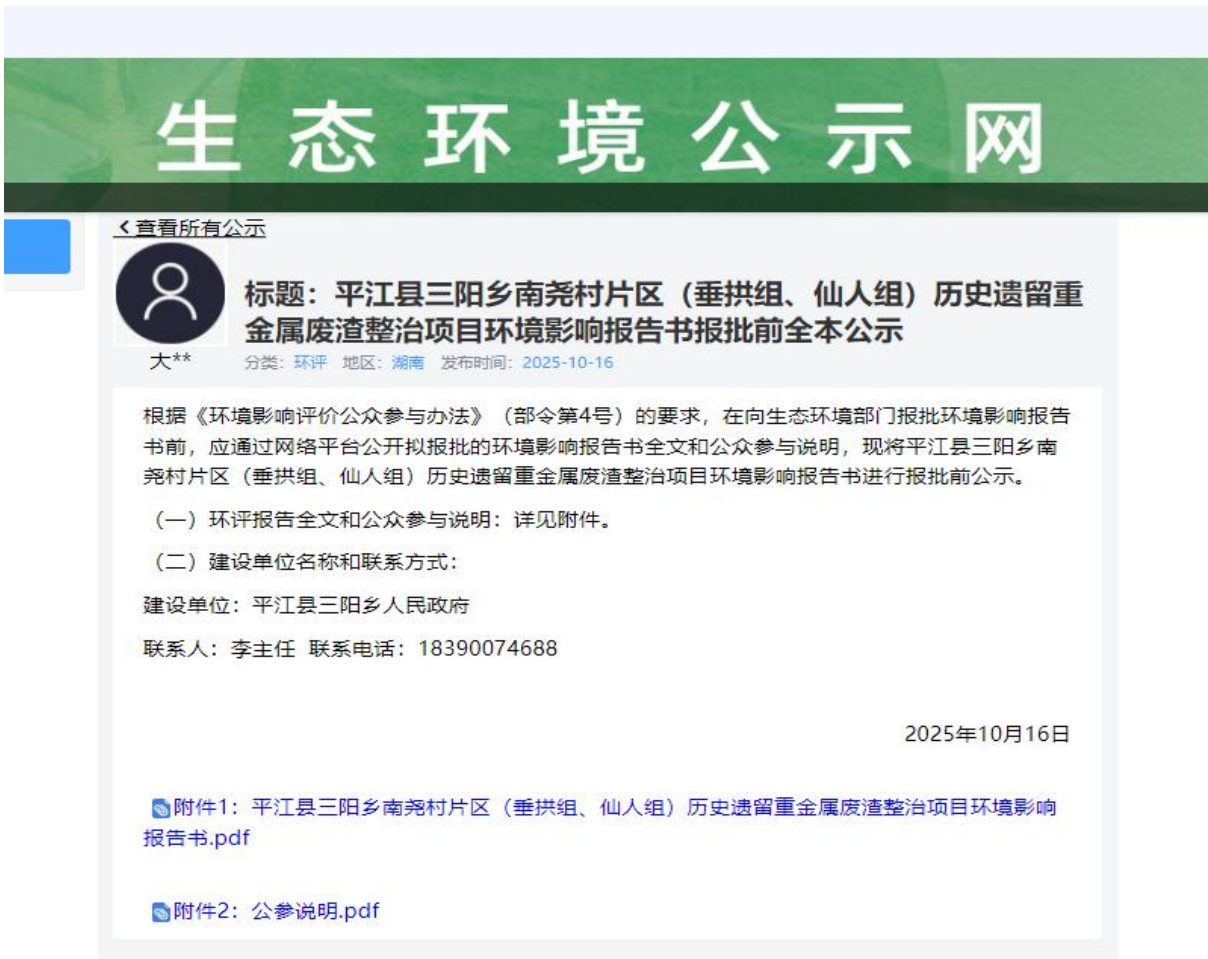 生态环境公示网
查看所有公示
标题：平江县三阳乡南尧村片区（垂拱组、仙人组）历史遗留重
金属废渣整治项目环境影响报告书报批前全本公示
大**
分类：环评 地区：湖南 发布时间：2025-10-16
根据《环境影响评价公众参与办法》（部令第4号）的要求，在向生态环境部门报批环境影响报告
书前，应通过网络平台公开拟报批的环境影响报告书全文和公众参与说明，现将平江县三阳乡南
尧村片区（垂拱组、仙人组）历史遗留重金属废渣整治项目环境影响报告书进行报批前公示。
（一）环评报告全文和公众参与说明：详见附件。
（二）建设单位名称和联系方式：
建设单位：平江县三阳乡人民政府
联系人：李主任 联系电话：18390074688
2025年10月16日
附件1：平江县三阳乡南尧村片区（垂拱组、仙人组）历史遗留重金属废渣整治项目环境影响
报告书.pdf
附件2：公参说明.pdf